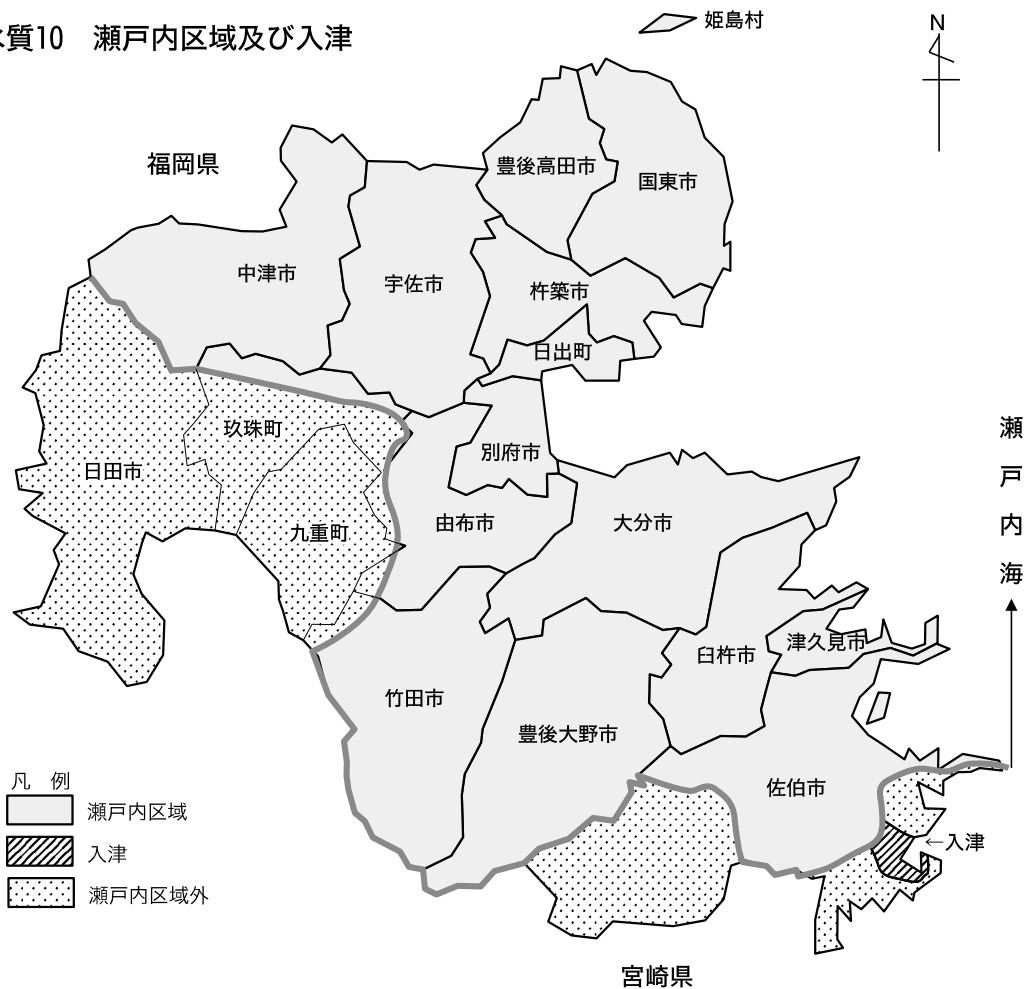 水質10　瀬戸内区域及び入津
姫島村
N
福岡県
豊後高田市
国東市
中津市
宇佐市
杵築市
日出町
玖珠町
日田市
別府市
九重町
由布市
大分市
瀬戸内海
津久見市
臼杵市
竹田市
豊後大野市
佐伯市
←入津
凡　例
瀬戸内区域
入津
瀬戸内区域外
宮崎県